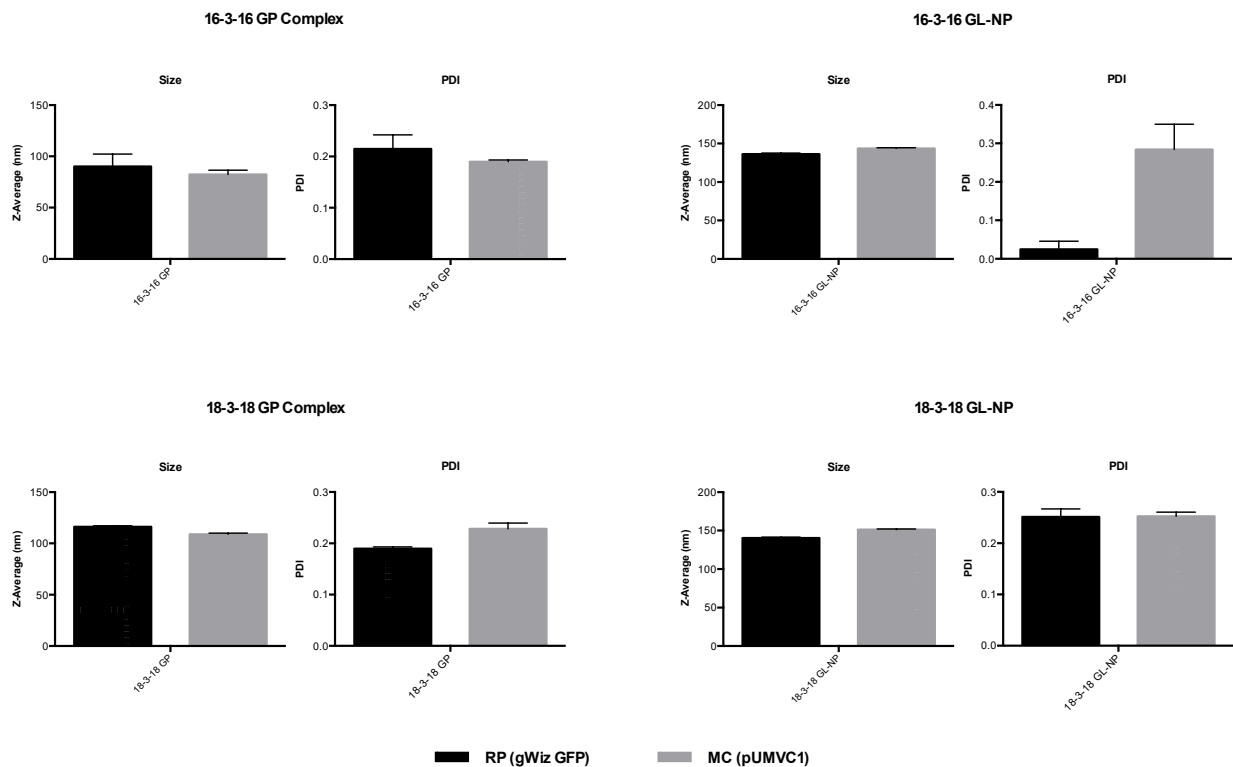 16-3-16 GP Complex
Size
Z-Average (nm)
150
100
50
0
16-3-16 GP
PDI
PDI
0.3
0.2
0.1
0.0
16-3-16 GP
16-3-16 GL-NP
Size
Z-Average (nm)
200
150
100
50
0
16-3-16 GL-NP
PDI
PDI
0.4
0.3
0.2
0.1
0.0
16-3-16 GL-NP
18-3-18 GP Complex
Size
Z-Average (nm)
150
100
50
0
18-3-18 GP
PDI
PDI
0.3
0.2
0.1
0.0
18-3-18 GP
18-3-18 GL-NP
Size
Z-Average (nm)
200
150
100
50
0
18-3-18 GL-NP
PDI
PDI
0.3
0.2
0.1
0.0
18-3-18 GL-NP
RP (gWiz GFP)
MC (pUMVC1)